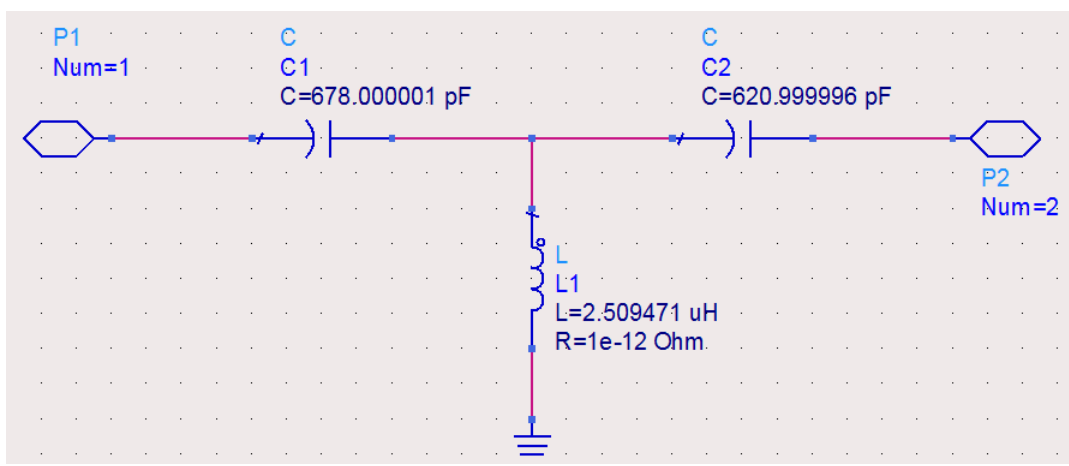 P1
Num=1
C
C1
C=678.000001 pF
C
C2
C=620.999996 pF
P2
Num=2
L
L1
L=2.509471 uH
R=1e-12 Ohm